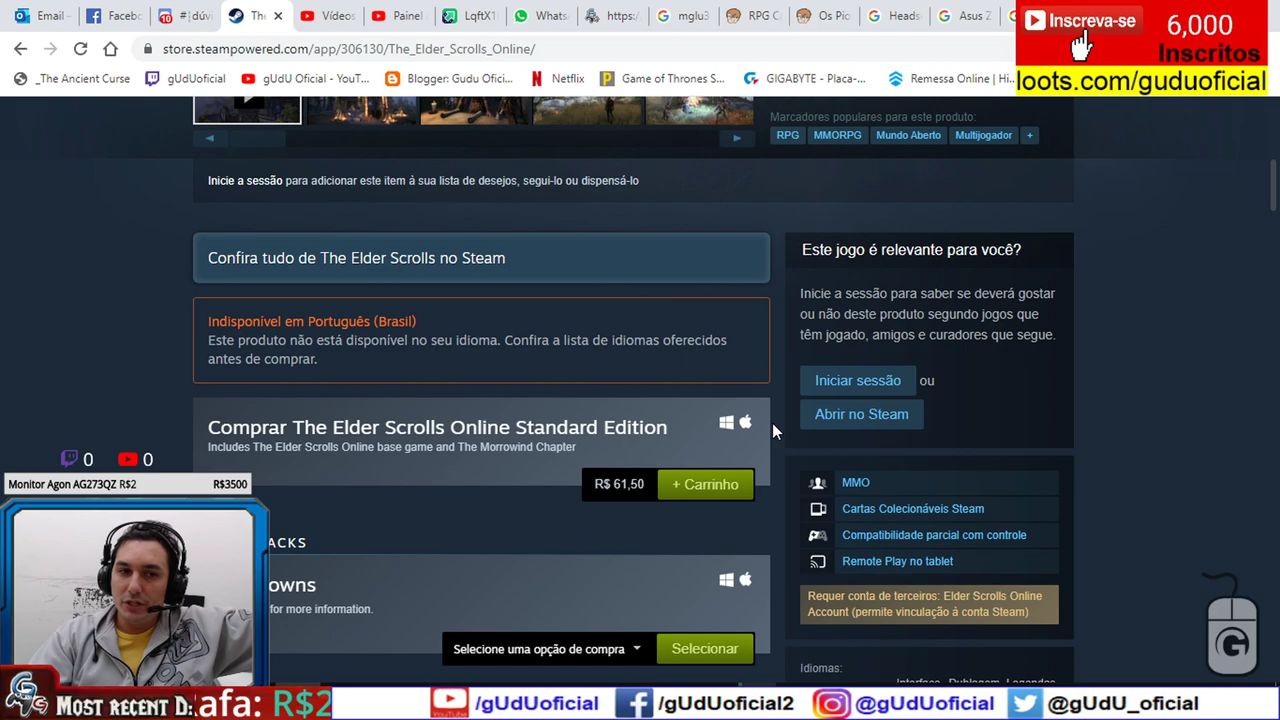 Email -
Facebo
10
#¦dúvi
The
Vídeos
Painel
LqftX1
Whats
https:/
mglu3
RPG C
Os Pio
Heads
Asus Z
Inscreva-se
6,000
Inscritos
loots.com/guduoficial
store.steampowered.com/app/306130/The_Elder_Scrolls_Online/
_The Ancient Curse
gUdUoficial
gUdU Oficial - YouT...
Blogger: Gudu Ofici...
Netflix
Game of Thrones S...
GIGABYTE - Placa-...
Remessa Online | Hi...
Marcadores populares para este produto:
RPG
MMORPG
Mundo Aberto
Multijogador
+
Inicie a sessão para adicionar este item à sua lista de desejos, segui-lo ou dispensá-lo
Confira tudo de The Elder Scrolls no Steam
Este jogo é relevante para você?
Inicie a sessão para saber se deverá gostar
ou não deste produto segundo jogos que
têm jogado, amigos e curadores que segue.
Indisponível em Português (Brasil)
Este produto não está disponível no seu idioma. Confira a lista de idiomas oferecidos
antes de comprar.
Iniciar sessão ou
Abrir no Steam
Comprar The Elder Scrolls Online Standard Edition
Includes The Elder Scrolls Online base game and The Morrowind Chapter
R$ 61,50
+ Carrinho
0
0
Monitor Agon AG273QZ R$2
R$3500
MMO
Cartas Colecionáveis Steam
Compatibilidade parcial com controle
Remote Play no tablet
ACKS
owns
for more information.
Requer conta de terceiros: Elder Scrolls Online
Account (permite vinculação à conta Steam)
Selecione uma opção de compra
Selecionar
Idiomas:
Interface Dublagem Legendas
Most recent D:
afa: R$2
/gUdUoficial
/gUdUoficial2
@gUdUoficial
@gUdU_oficial